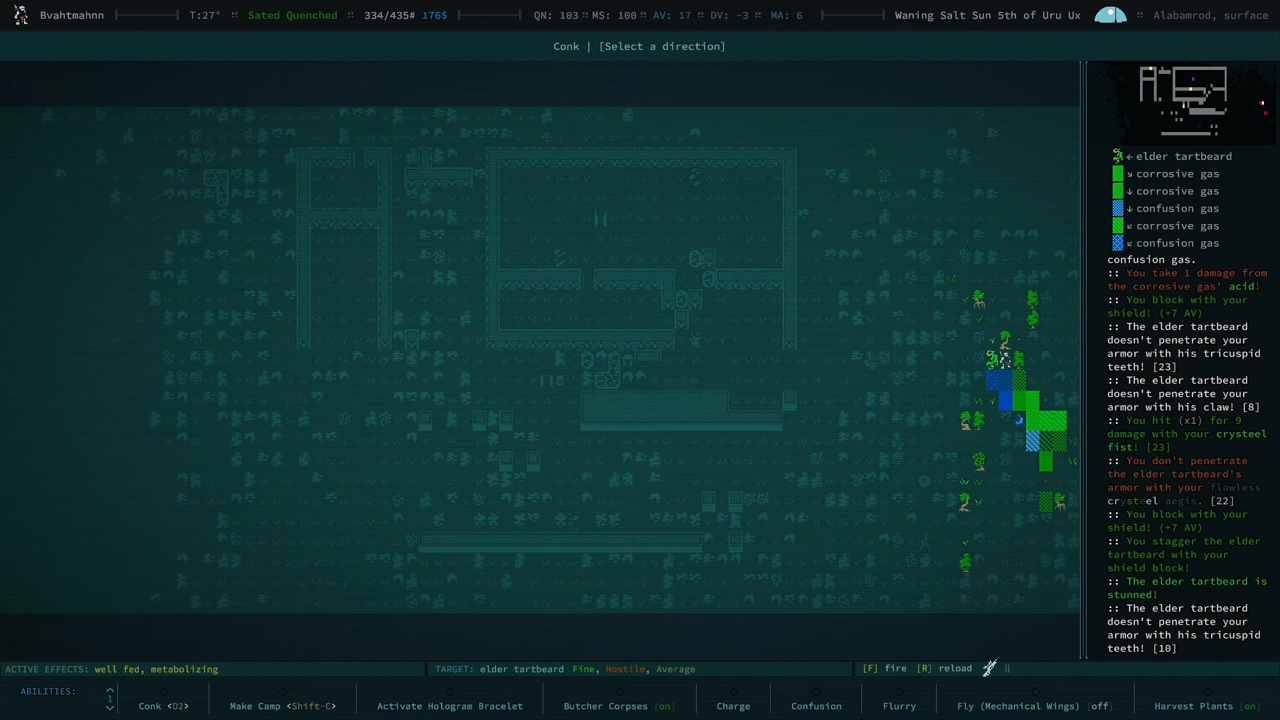 Bvahtmahnn T:27° :: Sated Quenched :: 334/435# 176$ QN: 103 :: MS: 100 :: AV: 17 :: DV: -3 :: MA: 6 Waning Salt Sun 5th of Uru Ux :: Alabamrod, surface
Conk | [Select a direction]
elder tartbeard
corrosive gas
corrosive gas
confusion gas
corrosive gas
confusion gas
confusion gas.
:: You take 1 damage from
the corrosive gas' acid!
:: You block with your
shield! (+7 AV)
:: The elder tartbeard
doesn't penetrate your
armor with his tricuspid
teeth! [23]
:: The elder tartbeard
doesn't penetrate your
armor with his claw! [8]
:: You hit (x1) for 9
damage with your crysteel
fist! [23]
:: You don't penetrate
the elder tartbeard's
armor with your flawless
crysteel aegis. [22]
:: You block with your
shield! (+7 AV)
:: You stagger the elder
tartbeard with your
shield block!
:: The elder tartbeard is
stunned!
:: The elder tartbeard
doesn't penetrate your
armor with his tricuspid
teeth! [10]
ACTIVE EFFECTS: well fed, metabolizing
TARGET: elder tartbeard Fine, Hostile, Average
[F] fire [R] reload
ABILITIES: 1 Conk <02> Make Camp <Shift-C> Activate Hologram Bracelet Butcher Corpses [on] Charge Confusion Flurry Fly (Mechanical Wings) [off] Harvest Plants [on]